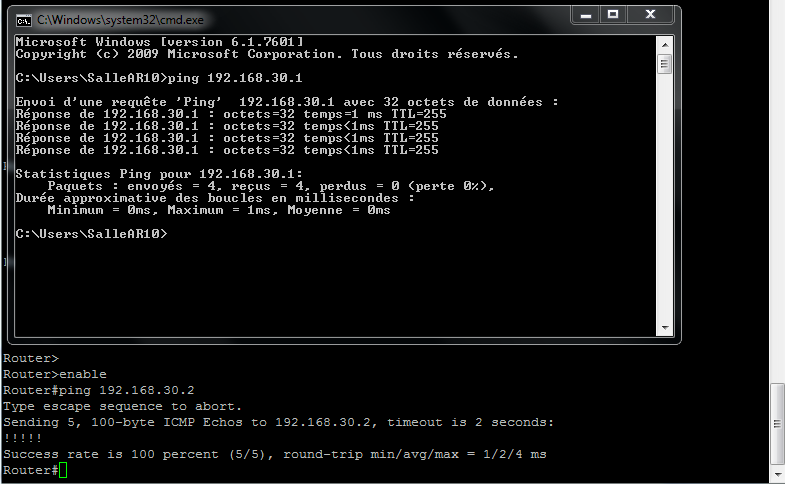 C:\Windows\system32\cmd.exe
Microsoft Windows [version 6.1.7601]
Copyright (c) 2009 Microsoft Corporation. Tous droits réservés.
C:\Users\SalleAR10>ping 192.168.30.1
Envoi d'une requête 'Ping'  192.168.30.1 avec 32 octets de données :
Réponse de 192.168.30.1 : octets=32 temps=1 ms TTL=255
Réponse de 192.168.30.1 : octets=32 temps<1ms TTL=255
Réponse de 192.168.30.1 : octets=32 temps<1ms TTL=255
Réponse de 192.168.30.1 : octets=32 temps<1ms TTL=255
Statistiques Ping pour 192.168.30.1:
    Paquets : envoyés = 4, reçus = 4, perdus = 0 (perte 0%),
Durée approximative des boucles en millisecondes :
    Minimum = 0ms, Maximum = 1ms, Moyenne = 0ms
C:\Users\SalleAR10>
Router>
Router>enable
Router#ping 192.168.30.2
Type escape sequence to abort.
Sending 5, 100-byte ICMP Echos to 192.168.30.2, timeout is 2 seconds:
!!!!!
Success rate is 100 percent (5/5), round-trip min/avg/max = 1/2/4 ms
Router#